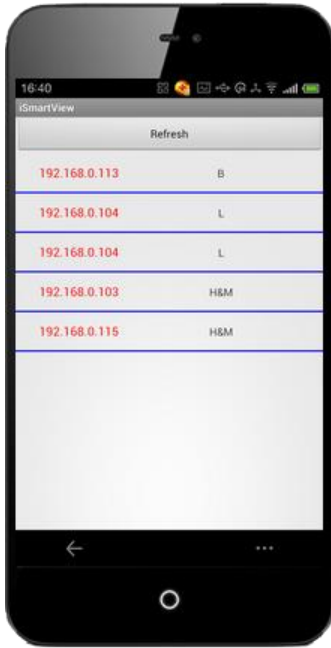 16:40
iSmartView
Refresh
192.168.0.113 B
192.168.0.104 L
192.168.0.104 L
192.168.0.103 H&M
192.168.0.115 H&M